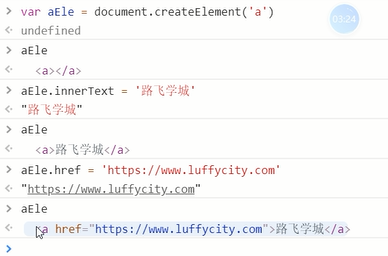 var aEle = document.createElement('a')
03:24
undefined
aEle
<a></a>
aEle.innerText = '路飞学城'
"路飞学城"
aEle
<a>路飞学城</a>
aEle.href = 'https://www.luffycity.com'
"https://www.luffycity.com"
aEle
<a href="https://www.luffycity.com">路飞学城</a>